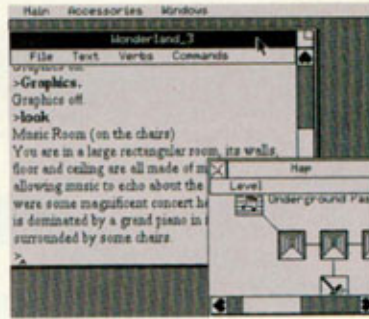 Main Accessories Windows
Wonderland_3
File Text Verbs Commands
Graphics on.
>Graphics.
Graphics off.
>look
Music Room (on the chairs)
You are in a large rectangular room, its walls,
floor and ceiling are all made of
allowing music to echo about the
were some magnificent concert
is dominated by a grand piano in
surrounded by some chairs.
>
Map
Level
Underground